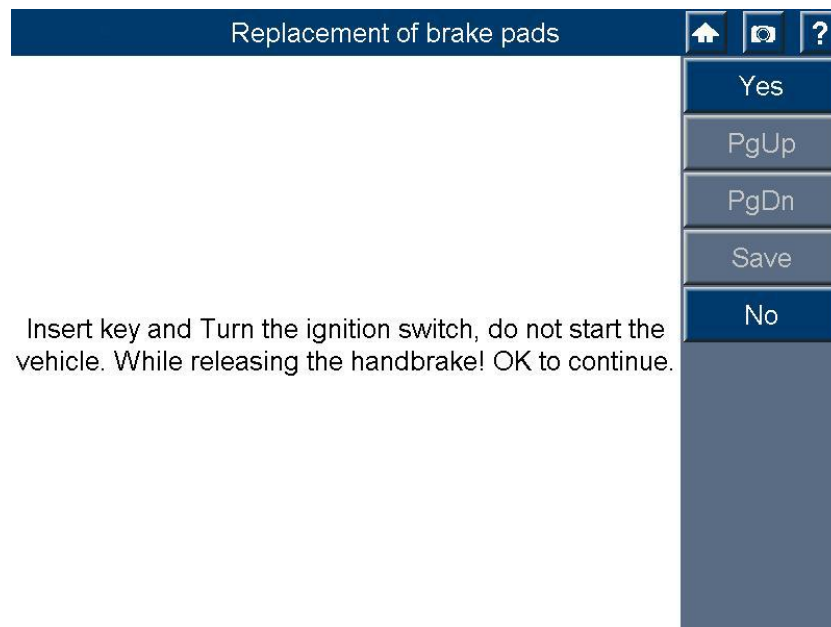 Replacement of brake pads
?
Yes
PgUp
PgDn
Save
No
Insert key and Turn the ignition switch, do not start the
vehicle. While releasing the handbrake! OK to continue.